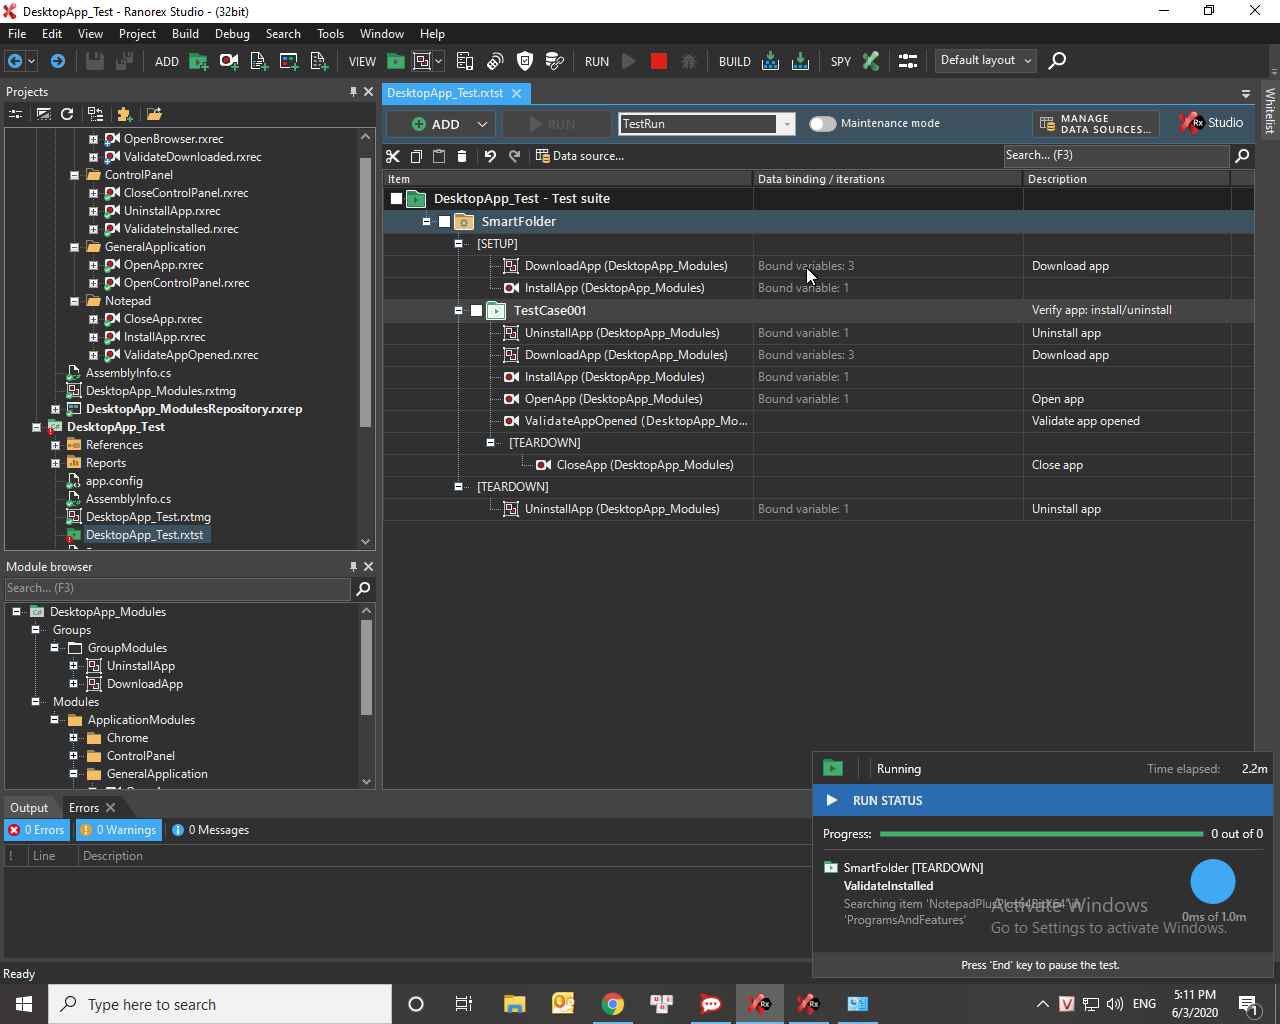 DesktopApp_Test - Ranorex Studio - (32bit)
File Edit View Project Build Debug Search Tools Window Help
ADD VIEW RUN BUILD SPY Default layout
Projects
OpenBrowser.rxrec
ValidateDownloaded.rxrec
ControlPanel
CloseControlPanel.rxrec
UninstallApp.rxrec
ValidateInstalled.rxrec
GeneralApplication
OpenApp.rxrec
OpenControlPanel.rxrec
Notepad
CloseApp.rxrec
InstallApp.rxrec
ValidateAppOpened.rxrec
AssemblyInfo.cs
DesktopApp_Modules.rxtmg
DesktopApp_ModulesRepository.rxrep
DesktopApp_Test
References
Reports
app.config
AssemblyInfo.cs
DesktopApp_Test.rxtmg
DesktopApp_Test.rxtst
Module browser
Search... (F3)
DesktopApp_Modules
Groups
GroupModules
UninstallApp
DownloadApp
Modules
ApplicationModules
Chrome
ControlPanel
GeneralApplication
DesktopApp_Test.rxtst
Whitelist
ADD RUN TestRun Maintenance mode MANAGE DATA SOURCES... Rx Studio
Data source... Search... (F3)
Item Data binding / iterations Description
DesktopApp_Test - Test suite
SmartFolder
[SETUP]
DownloadApp (DesktopApp_Modules) Bound variables: 3 Download app
InstallApp (DesktopApp_Modules) Bound variable: 1
TestCase001 Verify app: install/uninstall
UninstallApp (DesktopApp_Modules) Bound variable: 1 Uninstall app
DownloadApp (DesktopApp_Modules) Bound variables: 3 Download app
InstallApp (DesktopApp_Modules) Bound variable: 1
OpenApp (DesktopApp_Modules) Bound variable: 1 Open app
ValidateAppOpened (DesktopApp_Mo... Validate app opened
[TEARDOWN]
CloseApp (DesktopApp_Modules) Close app
[TEARDOWN]
UninstallApp (DesktopApp_Modules) Bound variable: 1 Uninstall app
Output Errors
0 Errors 0 Warnings 0 Messages
! Line Description
Running Time elapsed: 2.2m
RUN STATUS
Progress: 0 out of 0
SmartFolder [TEARDOWN]
ValidateInstalled
Searching item
'ProgramsAndFeatures'
0ms of 1.0m
Activate Windows
Go to Settings to activate Windows.
Press 'End' key to pause the test.
Ready
Type here to search
ENG
5:11 PM
6/3/2020
1